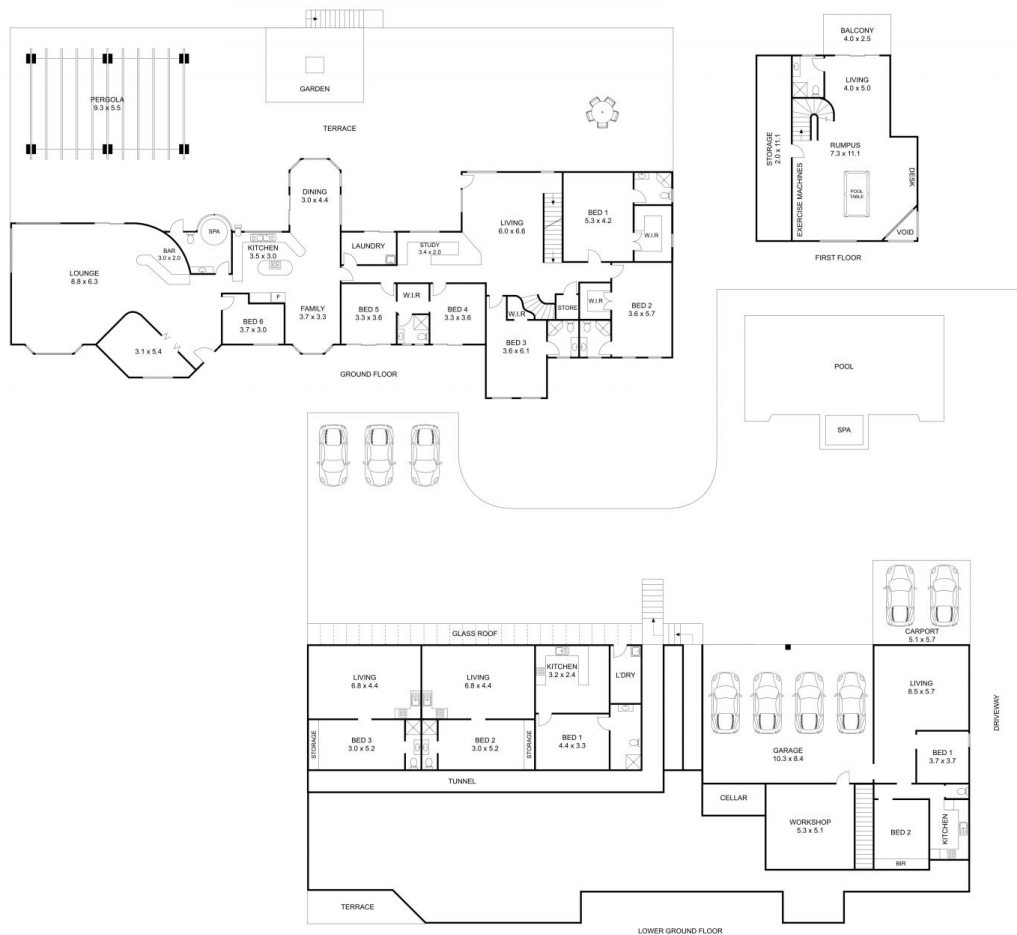 BALCONY
4.0 x 2.5
LIVING
4.0 x 5.0
STORAGE
2.0 x 11.1
RUMPUS
7.3 x 11.1
EXERCISE MACHINES
POOL
TABLE
DESK
VOID
FIRST FLOOR
PERGOLA
9.3 x 5.5
GARDEN
TERRACE
DINING
3.0 x 4.4
SPA
BAR
3.0 x 2.0
KITCHEN
3.5 x 3.0
LOUNGE
8.8 x 6.3
LAUNDRY
STUDY
3.4 x 2.0
LIVING
6.0 x 6.6
BED 1
5.3 x 4.2
W.I.R
F
FAMILY
3.7 x 3.3
BED 6
3.7 x 3.0
BED 5
3.3 x 3.6
W.I.R
BED 4
3.3 x 3.6
W.I.R
STORE
W.I.R
BED 2
3.6 x 5.7
BED 3
3.6 x 6.1
3.1 x 5.4
GROUND FLOOR
POOL
SPA
CARPORT
5.1 x 5.7
GLASS ROOF
LIVING
6.8 x 4.4
LIVING
6.8 x 4.4
KITCHEN
3.2 x 2.4
L'DRY
LIVING
8.5 x 5.7
DRIVEWAY
STORAGE
BED 3
3.0 x 5.2
BED 2
3.0 x 5.2
STORAGE
BED 1
4.4 x 3.3
GARAGE
10.3 x 8.4
BED 1
3.7 x 3.7
TUNNEL
CELLAR
WORKSHOP
5.3 x 5.1
BED 2
KITCHEN
BIR
TERRACE
LOWER GROUND FLOOR